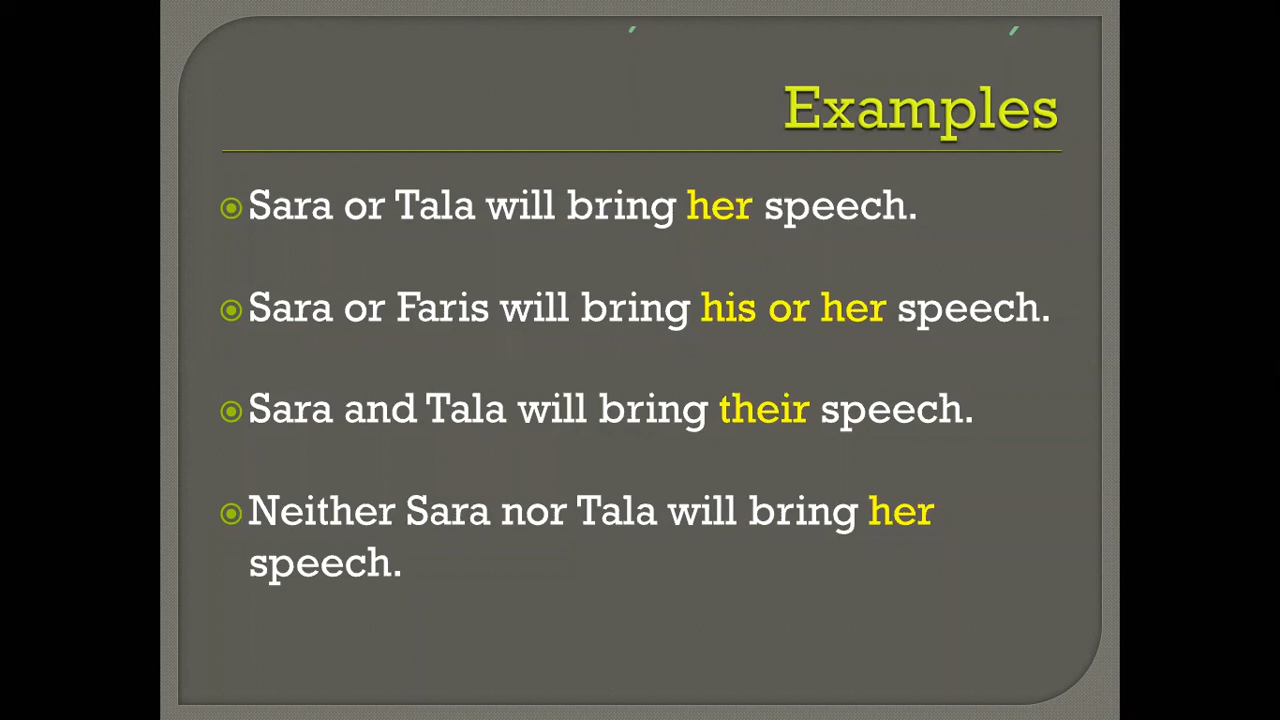 Examples
Sara or Tala will bring her speech.
Sara or Faris will bring his or her speech.
Sara and Tala will bring their speech.
Neither Sara nor Tala will bring her
speech.